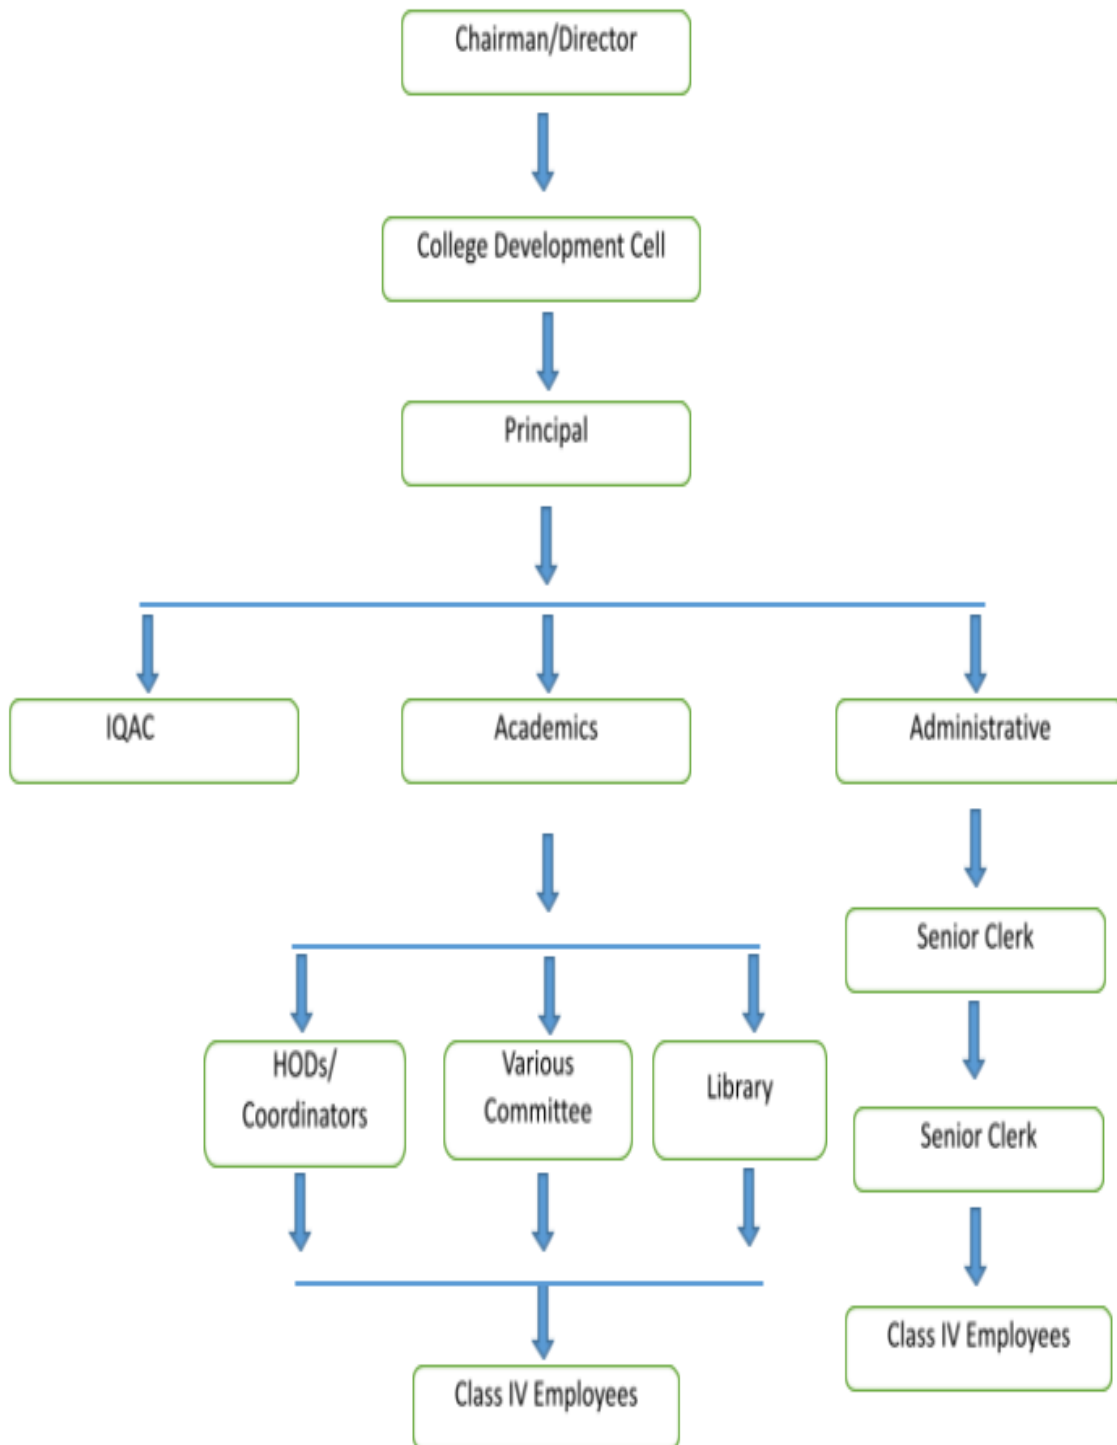 Chairman/Director
College Development Cell
Principal
IQAC
Academics
Administrative
Senior Clerk
HODs/
Coordinators
Various
Committee
Library
Senior Clerk
Class IV Employees
Class IV Employees